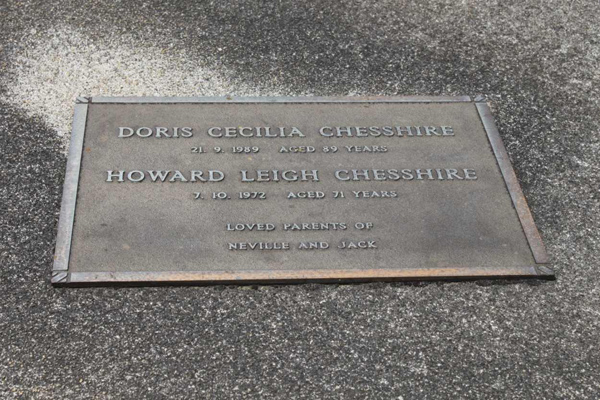 DORIS CECILIA CHESSHIRE
21. 9. 1989 AGED 89 YEARS
HOWARD LEIGH CHESSHIRE
7. 10. 1972 AGED 71 YEARS
LOVED PARENTS OF
NEVILLE AND JACK